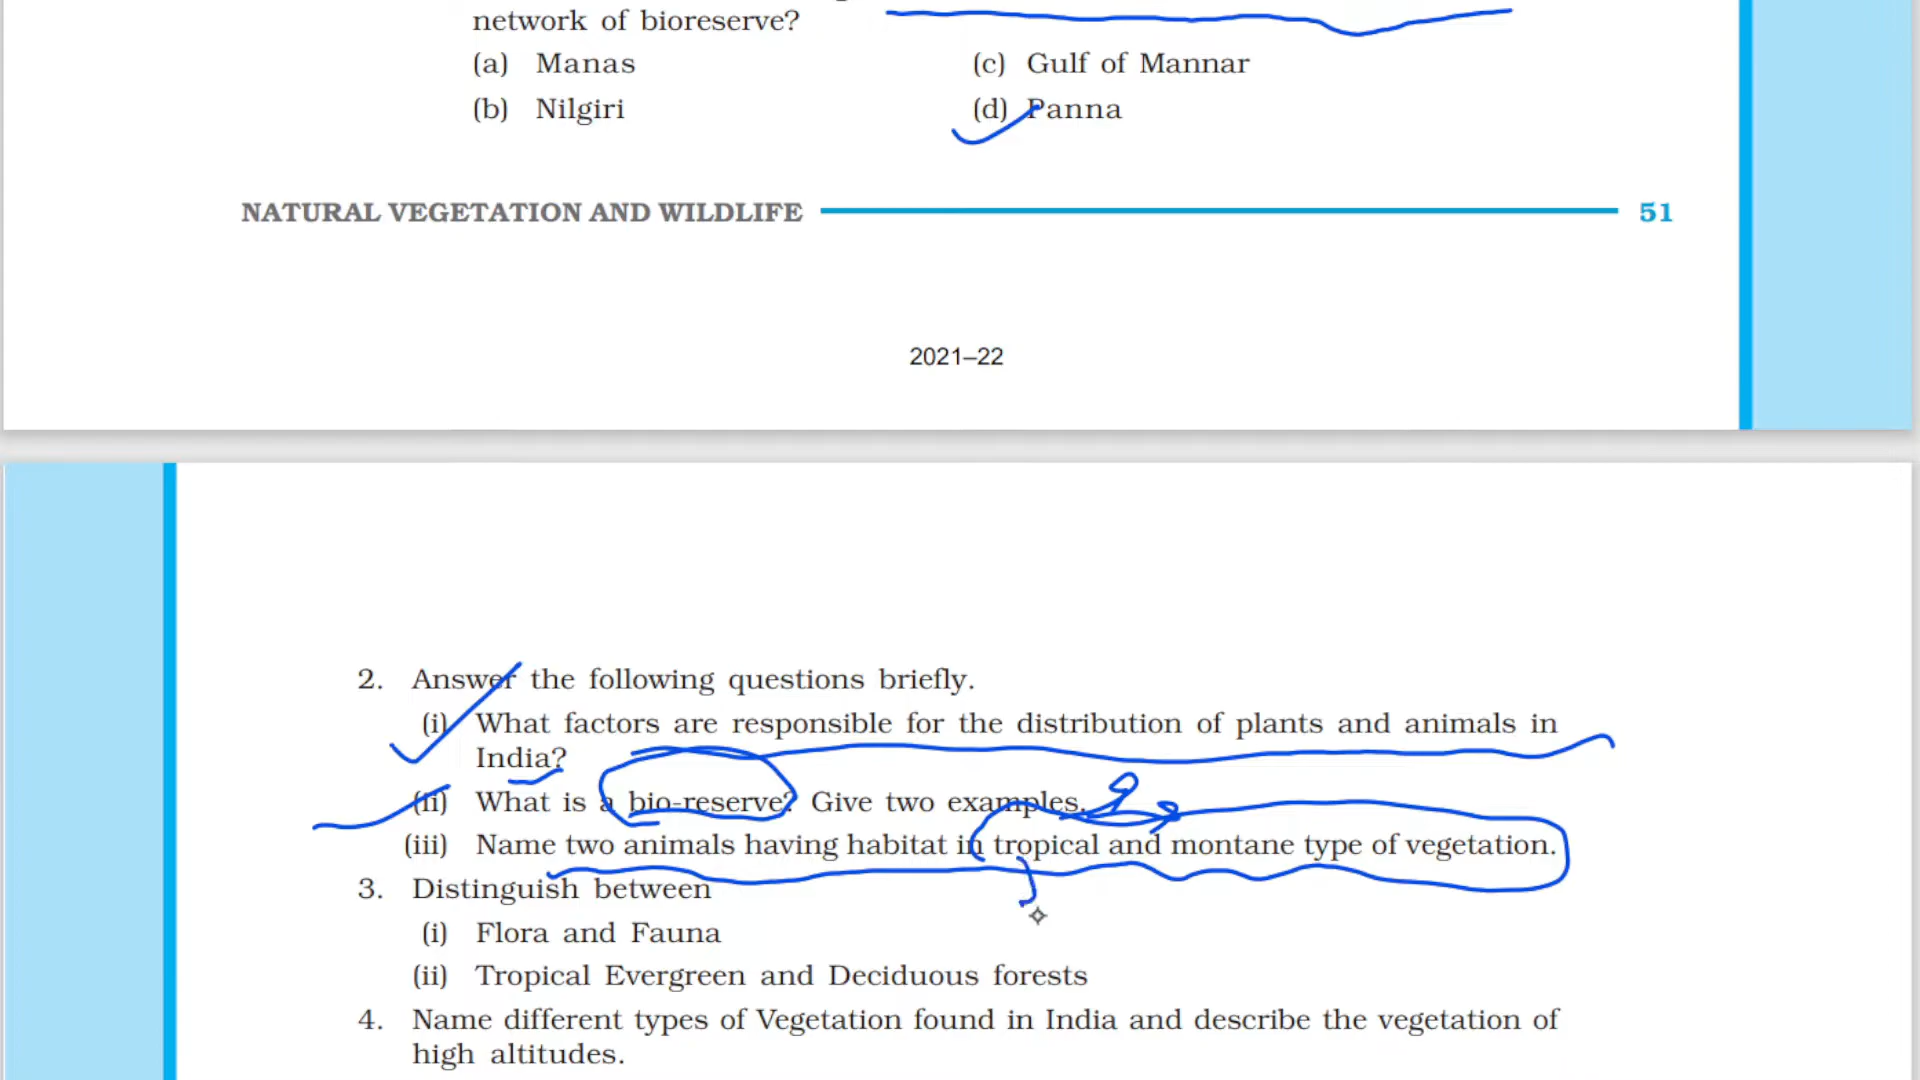 network of bioreserve?
(a) Manas (c) Gulf of Mannar
(b) Nilgiri (d) Panna
NATURAL VEGETATION AND WILDLIFE 51
2021–22
2. Answer the following questions briefly.
(i) What factors are responsible for the distribution of plants and animals in
India?
(ii) What is a bio-reserve? Give two examples.
(iii) Name two animals having habitat in tropical and montane type of vegetation.
3. Distinguish between
(i) Flora and Fauna
(ii) Tropical Evergreen and Deciduous forests
4. Name different types of Vegetation found in India and describe the vegetation of
high altitudes.